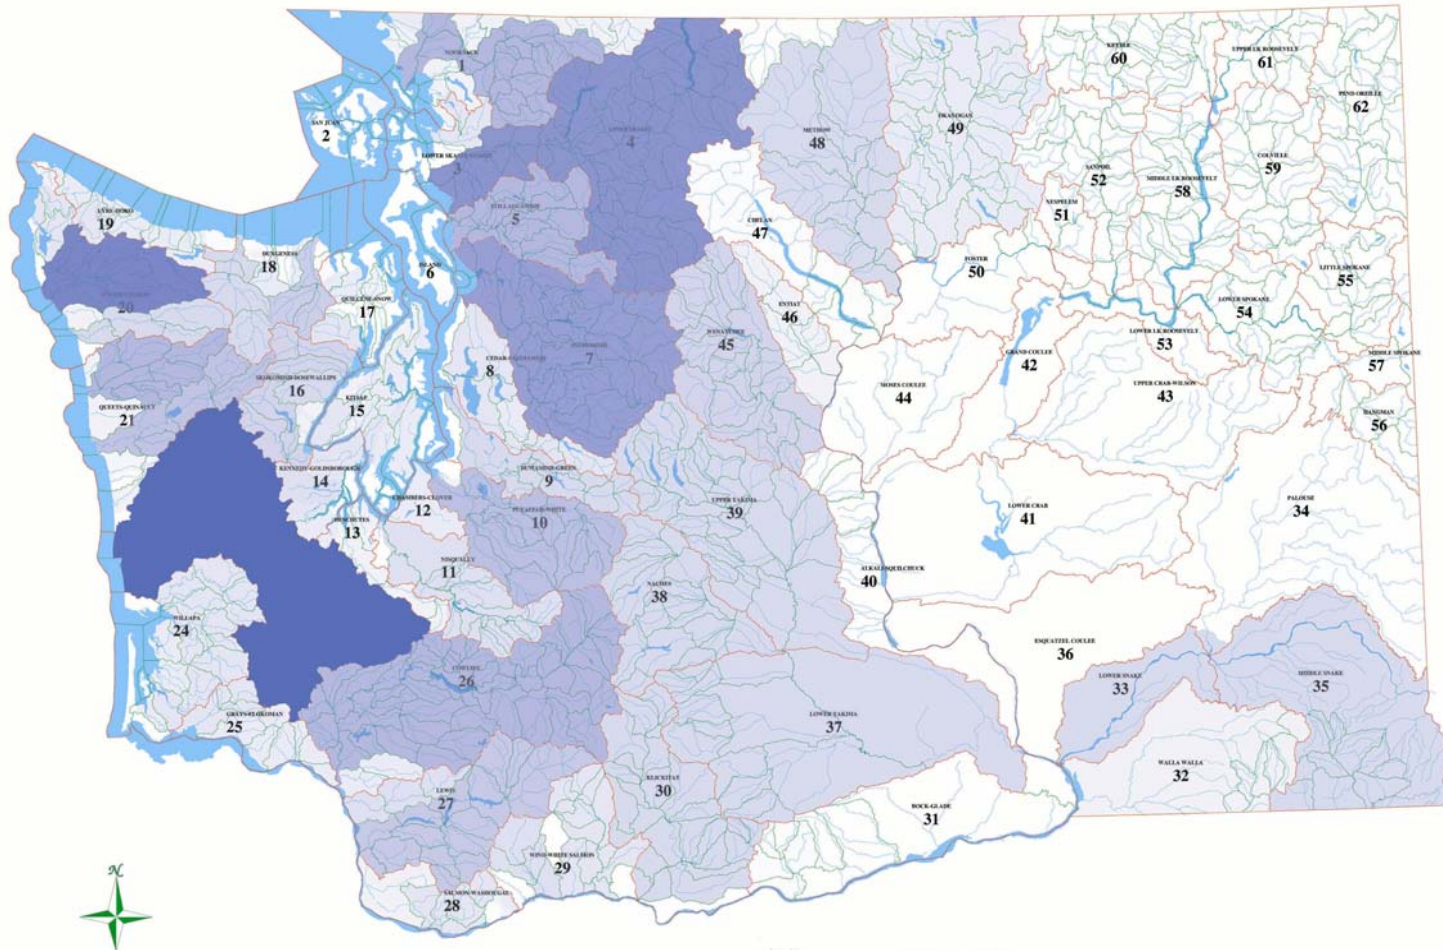 NOOKSACK
1
SAN JUAN
2
3
UPPER SKAGIT
4
STILLAGUAMISH
5
ISLAND
6
SNOHOMISH
7
8
DUWAMISH-GREEN
9
PUYALLUP-WHITE
10
NISQUALLY
11
CHAMBERS-CLOVER
12
DESCHUTES
13
KENNEDY-GOLDSBOROUGH
14
KITSAP
15
SKOKOMISH-DOSEWALLIPS
16
QUILCENE-SNOW
17
DUNGENESS
18
LYRE-HOKO
19
20
QUEETS-QUINAULT
21
WILLAPA
24
GRAYS-ELOKOMAN
25
COWLITZ
26
LEWIS
27
SALMON-WASHOUGAL
28
WIND-WHITE SALMON
29
KLICKITAT
30
ROCK-GLADE
31
WALLA WALLA
32
LOWER SNAKE
33
PALOUSE
34
MIDDLE SNAKE
35
ESQUATZEL COULEE
36
LOWER YAKIMA
37
NACHES
38
UPPER YAKIMA
39
ALKALI-SQUILCHUCK
40
LOWER CRAB
41
GRAND COULEE
42
UPPER CRAB-WILSON
43
MOSES COULEE
44
WENATCHEE
45
ENTIAT
46
CHELAN
47
METHOW
48
OKANOGAN
49
FOSTER
50
NESPELEM
51
SANPOIL
52
LOWER LK ROOSEVELT
53
LOWER SPOKANE
54
LITTLE SPOKANE
55
HANGMAN
56
MIDDLE SPOKANE
57
MIDDLE LK ROOSEVELT
58
COLVILLE
59
KETTLE
60
UPPER LK ROOSEVELT
61
PEND OREILLE
62
N